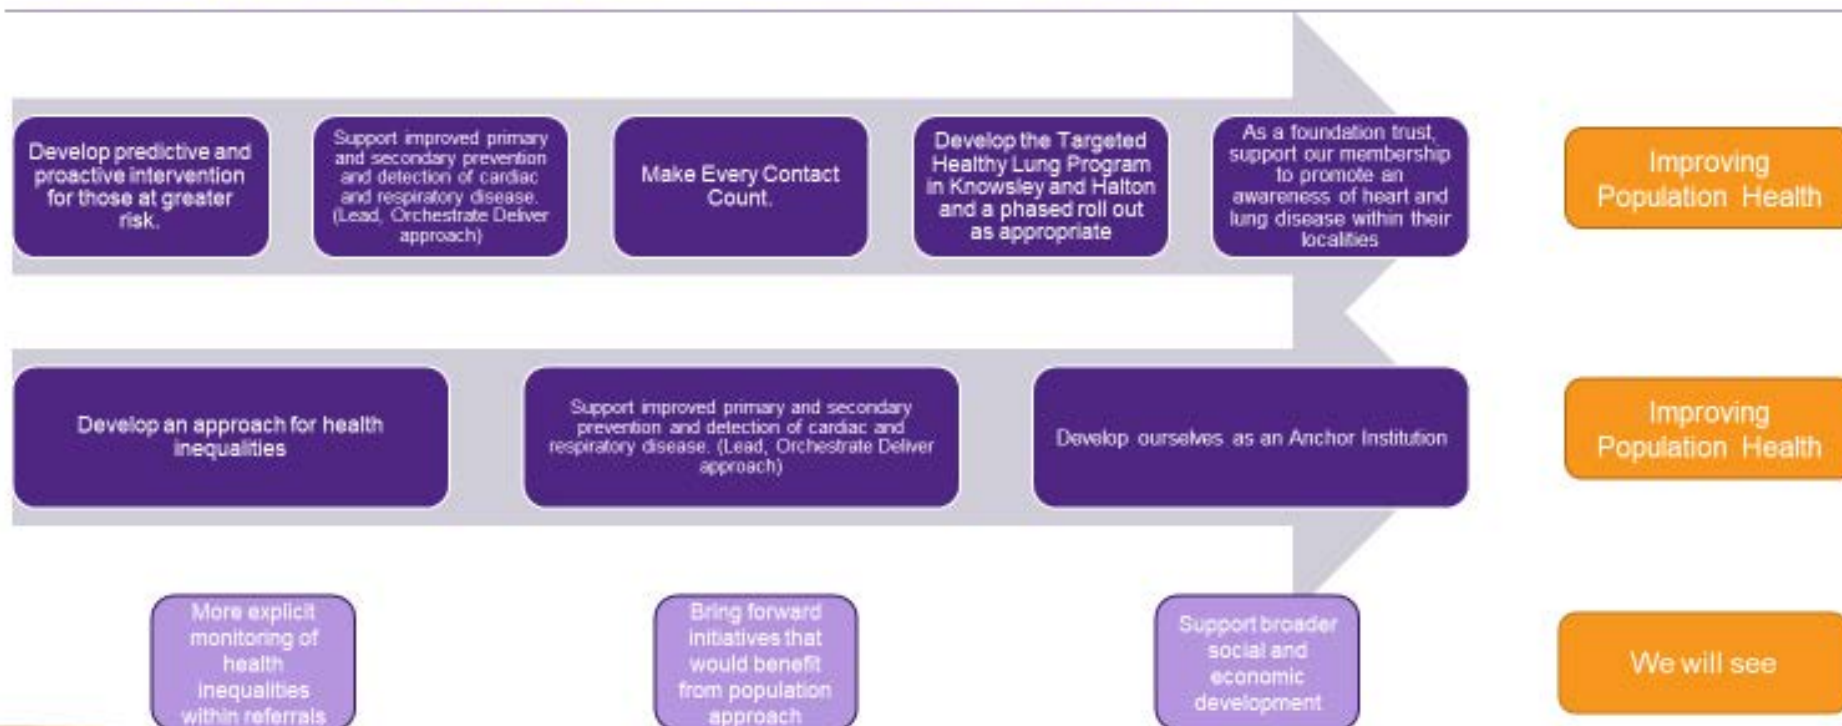 Develop predictive and
proactive intervention
for those at greater
risk.
Support improved primary
and secondary prevention
and detection of cardiac
and respiratory disease.
(Lead, Orchestrate Deliver
approach)
Make Every Contact
Count.
Develop the Targeted
Healthy Lung Program
in Knowsley and Halton
and a phased roll out
as appropriate
As a foundation trust,
support our membership
to promote an
awareness of heart and
lung disease within their
localities
Improving
Population Health
Develop an approach for health
inequalities
Support improved primary and secondary
prevention and detection of cardiac and
respiratory disease. (Lead, Orchestrate Deliver
approach)
Develop ourselves as an Anchor Institution
Improving
Population Health
More explicit
monitoring of
health
inequalities
within referrals
Bring forward
initiatives that
would benefit
from population
approach
Support broader
social and
economic
development
We will see